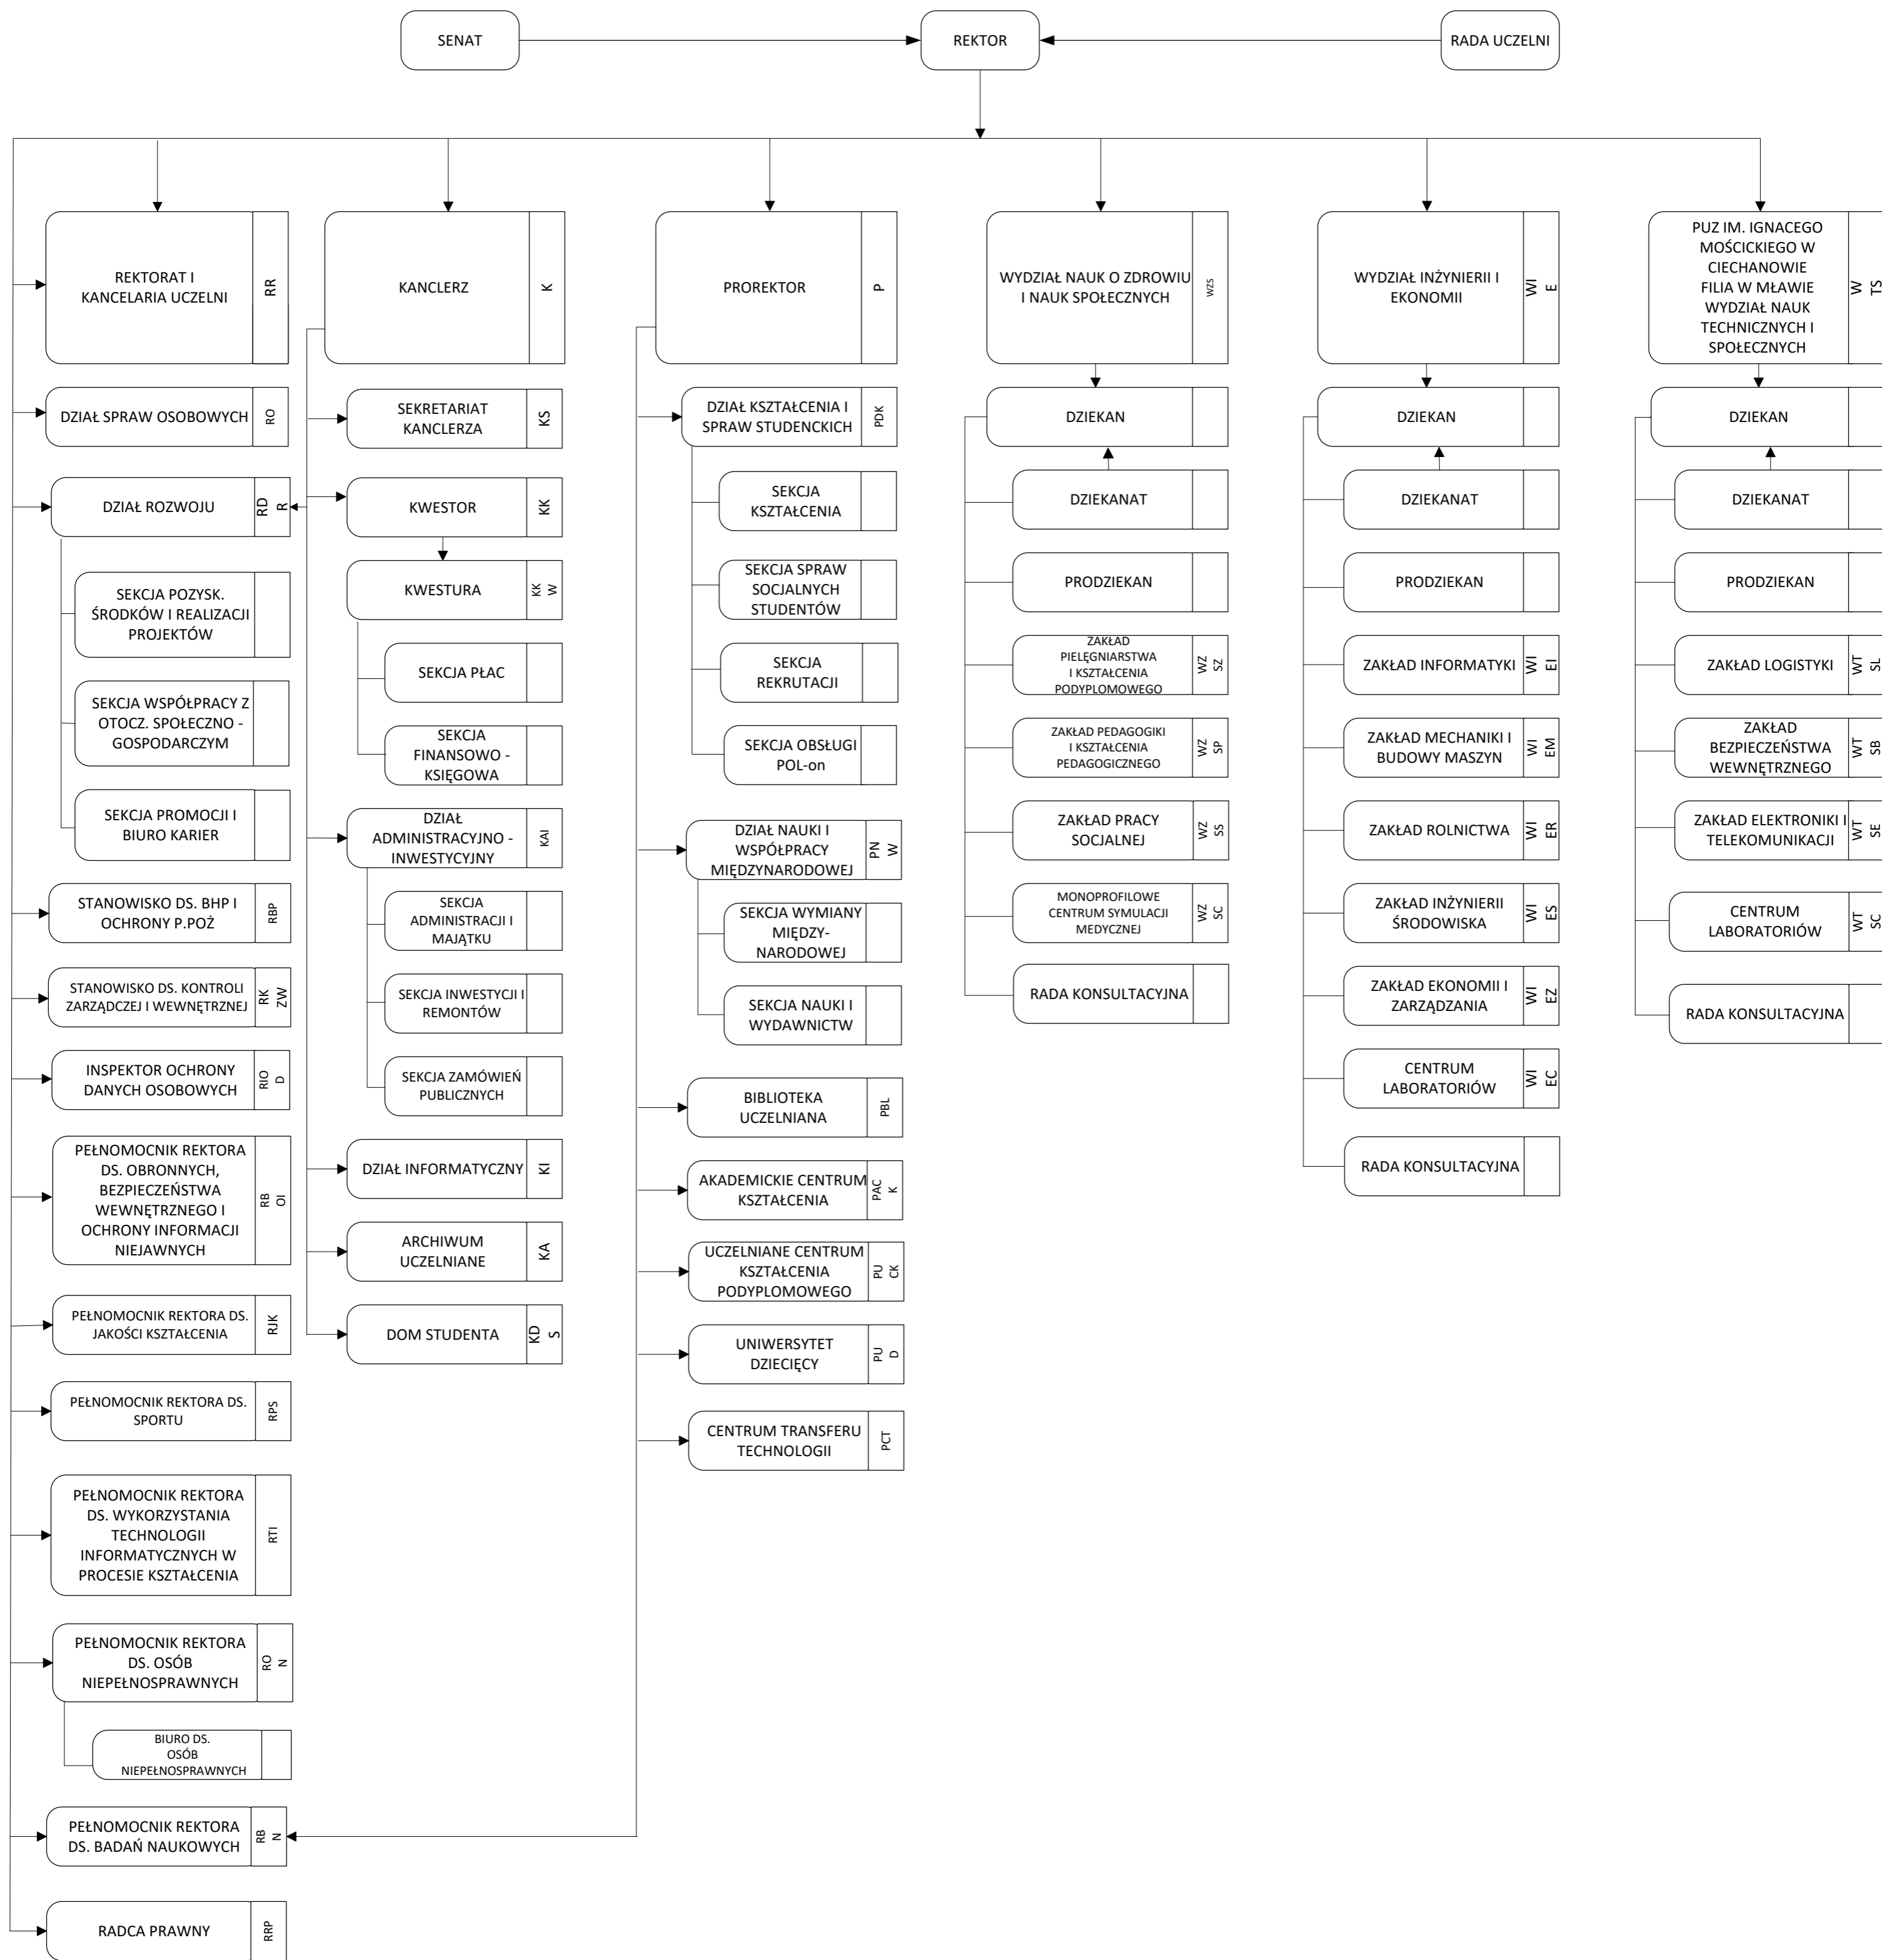 SENAT
REKTOR
RADA UCZELNI
REKTORAT I
KANCELARIA UCZELNI
RR
DZIAŁ SPRAW OSOBOWYCH
RO
DZIAŁ ROZWOJU
RD
R
SEKCJA POZYSK.
ŚRODKÓW I REALIZACJI
PROJEKTÓW
SEKCJA WSPÓŁPRACY Z
OTOCZ. SPOŁECZNO -
GOSPODARCZYM
SEKCJA PROMOCJI I
BIURO KARIER
STANOWISKO DS. BHP I
OCHRONY P.POŻ
RBP
STANOWISKO DS. KONTROLI
ZARZĄDCZEJ I WEWNĘTRZNEJ
RK
ZW
INSPEKTOR OCHRONY
DANYCH OSOBOWYCH
RIO
D
PEŁNOMOCNIK REKTORA
DS. OBRONNYCH,
BEZPIECZEŃSTWA
WEWNĘTRZNEGO I
OCHRONY INFORMACJI
NIEJAWNYCH
RB
OI
PEŁNOMOCNIK REKTORA DS.
JAKOŚCI KSZTAŁCENIA
RJK
PEŁNOMOCNIK REKTORA DS.
SPORTU
RPS
PEŁNOMOCNIK REKTORA
DS. WYKORZYSTANIA
TECHNOLOGII
INFORMATYCZNYCH W
PROCESIE KSZTAŁCENIA
RTI
PEŁNOMOCNIK REKTORA
DS. OSÓB
NIEPEŁNOSPRAWNYCH
RO
N
BIURO DS.
OSÓB
NIEPEŁNOSPRAWNYCH
PEŁNOMOCNIK REKTORA
DS. BADAŃ NAUKOWYCH
RB
N
RADCA PRAWNY
RRP
KANCLERZ
K
SEKRETARIAT
KANCLERZA
KS
KWESTOR
KK
KWESTURA
KK
W
SEKCJA PŁAC
SEKCJA
FINANSOWO -
KSIĘGOWA
DZIAŁ
ADMINISTRACYJNO -
INWESTYCYJNY
KAI
SEKCJA
ADMINISTRACJI I
MAJĄTKU
SEKCJA INWESTYCJI I
REMONTÓW
SEKCJA ZAMÓWIEŃ
PUBLICZNYCH
DZIAŁ INFORMATYCZNY
KI
ARCHIWUM
UCZELNIANE
KA
DOM STUDENTA
KD
S
PROREKTOR
P
DZIAŁ KSZTAŁCENIA I
SPRAW STUDENCKICH
PDK
SEKCJA
KSZTAŁCENIA
SEKCJA SPRAW
SOCJALNYCH
STUDENTÓW
SEKCJA
REKRUTACJI
SEKCJA OBSŁUGI
POL-on
DZIAŁ NAUKI I
WSPÓŁPRACY
MIĘDZYNARODOWEJ
PN
W
SEKCJA WYMIANY
MIĘDZY-
NARODOWEJ
SEKCJA NAUKI I
WYDAWNICTW
BIBLIOTEKA
UCZELNIANA
PBL
AKADEMICKIE CENTRUM
KSZTAŁCENIA
PAC
K
UCZELNIANE CENTRUM
KSZTAŁCENIA
PODYPLOMOWEGO
PU
CK
UNIWERSYTET
DZIECIĘCY
PU
D
CENTRUM TRANSFERU
TECHNOLOGII
PCT
WYDZIAŁ NAUK O ZDROWIU
I NAUK SPOŁECZNYCH
WZS
DZIEKAN
DZIEKANAT
PRODZIEKAN
ZAKŁAD
PIELĘGNIARSTWA
I KSZTAŁCENIA
PODYPLOMOWEGO
WZ
SZ
ZAKŁAD PEDAGOGIKI
I KSZTAŁCENIA
PEDAGOGICZNEGO
WZ
SP
ZAKŁAD PRACY
SOCJALNEJ
WZ
SS
MONOPROFILOWE
CENTRUM SYMULACJI
MEDYCZNEJ
WZ
SC
RADA KONSULTACYJNA
WYDZIAŁ INŻYNIERII I
EKONOMII
WI
E
DZIEKAN
DZIEKANAT
PRODZIEKAN
ZAKŁAD INFORMATYKI
WI
EI
ZAKŁAD MECHANIKI I
BUDOWY MASZYN
WI
EM
ZAKŁAD ROLNICTWA
WI
ER
ZAKŁAD INŻYNIERII
ŚRODOWISKA
WI
ES
ZAKŁAD EKONOMII I
ZARZĄDZANIA
WI
EZ
CENTRUM
LABORATORIÓW
WI
EC
RADA KONSULTACYJNA
PUZ IM. IGNACEGO
MOŚCICKIEGO W
CIECHANOWIE
FILIA W MŁAWIE
WYDZIAŁ NAUK
TECHNICZNYCH I
SPOŁECZNYCH
W
TS
DZIEKAN
DZIEKANAT
PRODZIEKAN
ZAKŁAD LOGISTYKI
WT
SL
ZAKŁAD
BEZPIECZEŃSTWA
WEWNĘTRZNEGO
WT
SB
ZAKŁAD ELEKTRONIKI I
TELEKOMUNIKACJI
WT
SE
CENTRUM
LABORATORIÓW
WT
SC
RADA KONSULTACYJNA